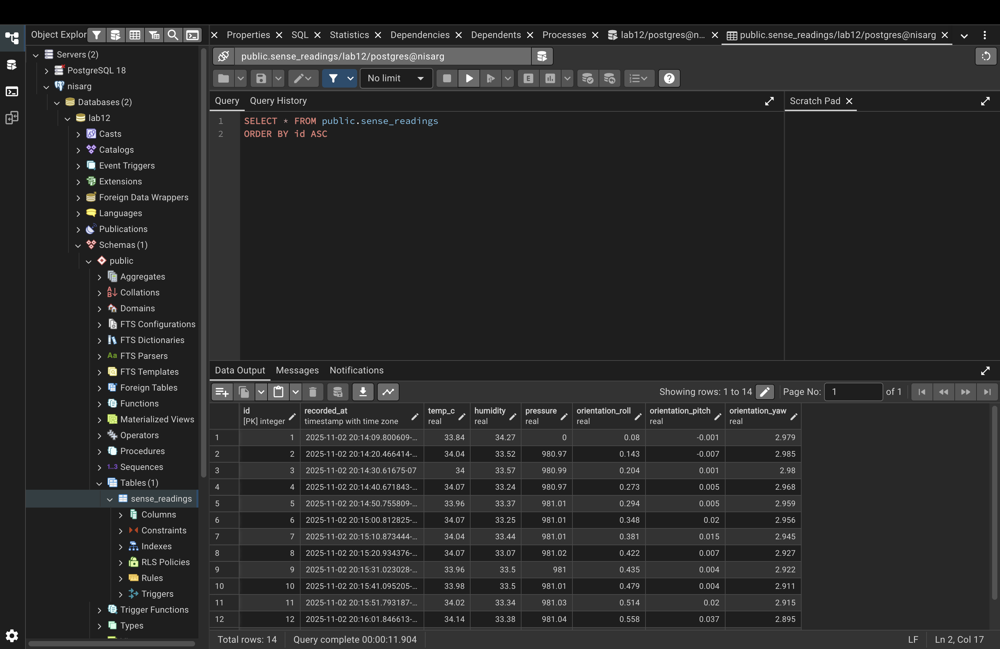 Object Explor
Properties SQL Statistics Dependencies Dependents Processes lab12/postgres@n... public.sense_readings/lab12/postgres@nisarg
Servers (2)
PostgreSQL 18
nisarg
Databases (2)
lab12
Casts
Catalogs
Event Triggers
Extensions
Foreign Data Wrappers
Languages
Publications
Schemas (1)
public
Aggregates
Collations
Domains
FTS Configurations
FTS Dictionaries
FTS Parsers
FTS Templates
Foreign Tables
Functions
Materialized Views
Operators
Procedures
Sequences
Tables (1)
sense_readings
Columns
Constraints
Indexes
RLS Policies
Rules
Triggers
Trigger Functions
Types
public.sense_readings/lab12/postgres@nisarg
No limit
Query Query History
Scratch Pad
1 SELECT * FROM public.sense_readings
2 ORDER BY id ASC
Data Output Messages Notifications
Showing rows: 1 to 14 Page No: 1 of 1
id recorded_at temp_c humidity pressure orientation_roll orientation_pitch orientation_yaw
[PK] integer timestamp with time zone real real real real real real
1 1 2025-11-02 20:14:09.800609-... 33.84 34.27 0 0.08 -0.001 2.979
2 2 2025-11-02 20:14:20.466414-... 34.04 33.52 980.97 0.143 -0.007 2.985
3 3 2025-11-02 20:14:30.61675-07 34 33.57 980.99 0.204 0.001 2.98
4 4 2025-11-02 20:14:40.671843-... 34.07 33.24 980.97 0.273 0.005 2.968
5 5 2025-11-02 20:14:50.755809-... 33.96 33.37 981.01 0.294 0.005 2.959
6 6 2025-11-02 20:15:00.812825-... 34.07 33.25 981.01 0.348 0.02 2.956
7 7 2025-11-02 20:15:10.873444-... 34.04 33.44 981.01 0.381 0.015 2.945
8 8 2025-11-02 20:15:20.934376-... 34.07 33.07 981.02 0.422 0.007 2.927
9 9 2025-11-02 20:15:31.023028-... 33.96 33.5 981 0.435 0.004 2.922
10 10 2025-11-02 20:15:41.095205-... 33.98 33.5 981.01 0.479 0.004 2.911
11 11 2025-11-02 20:15:51.793187-... 34.02 33.34 981.03 0.514 0.02 2.915
12 12 2025-11-02 20:16:01.846613-... 34.14 33.38 981.04 0.558 0.037 2.895
Total rows: 14 Query complete 00:00:11.904
LF Ln 2, Col 17